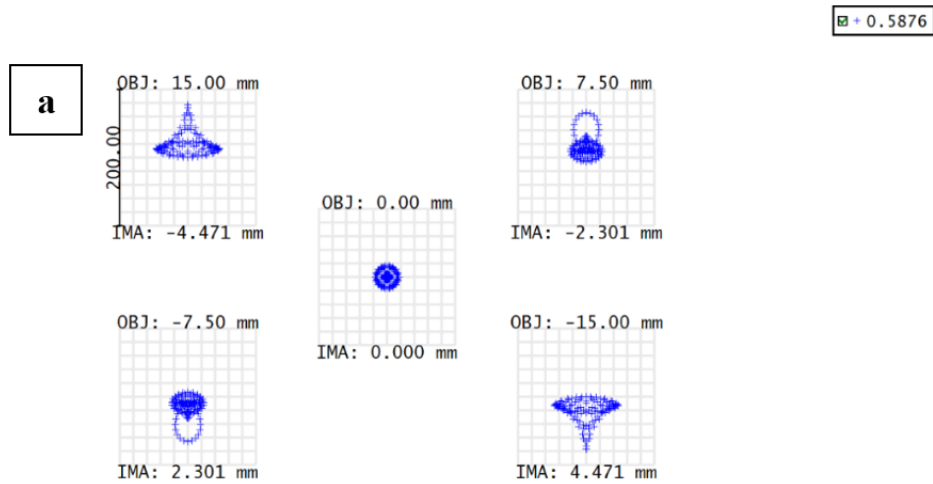 + 0.5876
a
OBJ: 15.00 mm
200.00
IMA: -4.471 mm
OBJ: 7.50 mm
IMA: -2.301 mm
OBJ: 0.00 mm
IMA: 0.000 mm
OBJ: -7.50 mm
IMA: 2.301 mm
OBJ: -15.00 mm
IMA: 4.471 mm